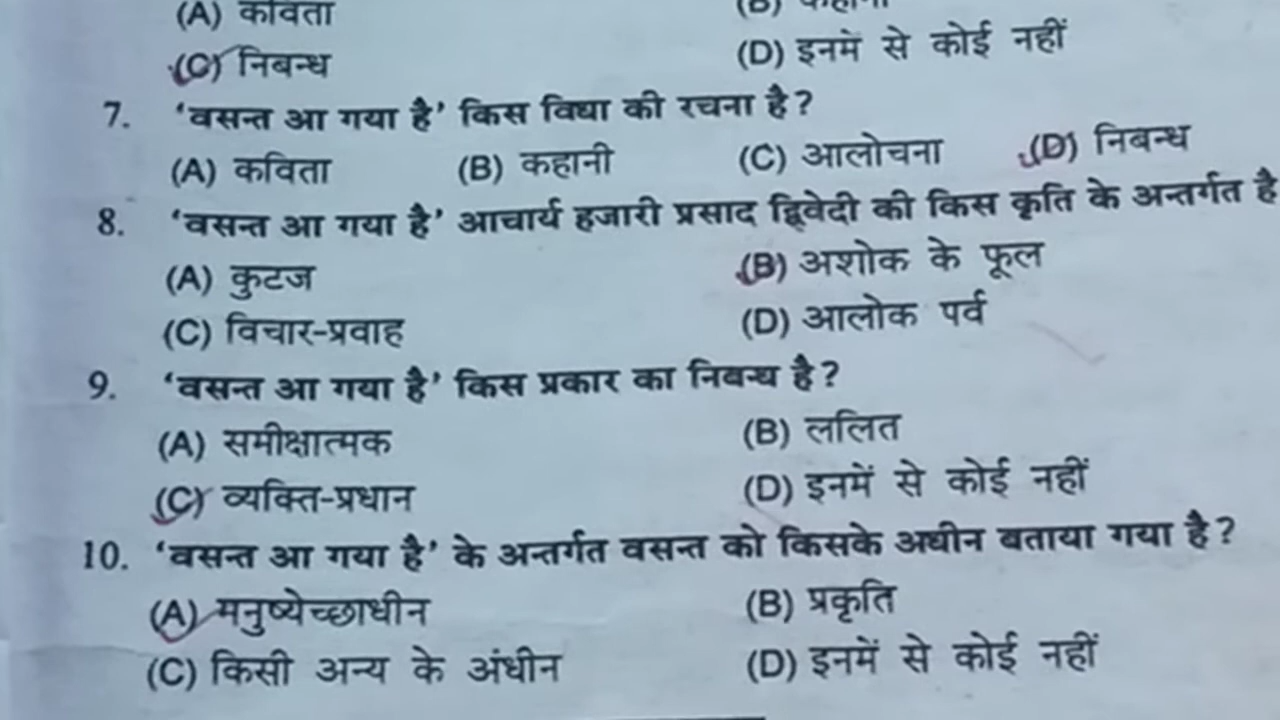 (A) कविता (B) कहानी
(C) निबन्ध (D) इनमें से कोई नहीं
7. ‘वसन्त आ गया है’ किस विधा की रचना है?
(A) कविता (B) कहानी (C) आलोचना (D) निबन्ध
8. ‘वसन्त आ गया है’ आचार्य हजारी प्रसाद द्विवेदी की किस कृति के अन्तर्गत है
(A) कुटज (B) अशोक के फूल
(C) विचार-प्रवाह (D) आलोक पर्व
9. ‘वसन्त आ गया है’ किस प्रकार का निबन्ध है?
(A) समीक्षात्मक (B) ललित
(C) व्यक्ति-प्रधान (D) इनमें से कोई नहीं
10. ‘वसन्त आ गया है’ के अन्तर्गत वसन्त को किसके अधीन बताया गया है?
(A) मनुष्येच्छाधीन (B) प्रकृति
(C) किसी अन्य के अंधीन (D) इनमें से कोई नहीं